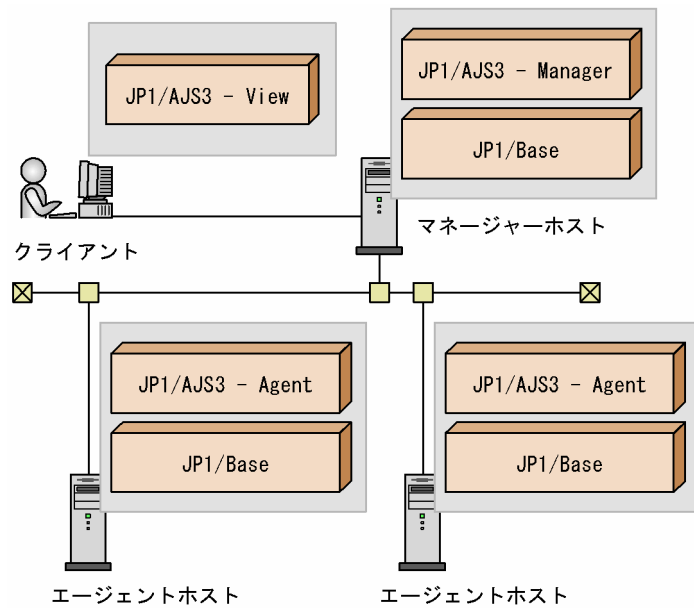 JP1/AJS3 - View
JP1/AJS3 - Manager
JP1/Base
クライアント
マネージャーホスト
JP1/AJS3 - Agent
JP1/Base
JP1/AJS3 - Agent
JP1/Base
エージェントホスト
エージェントホスト